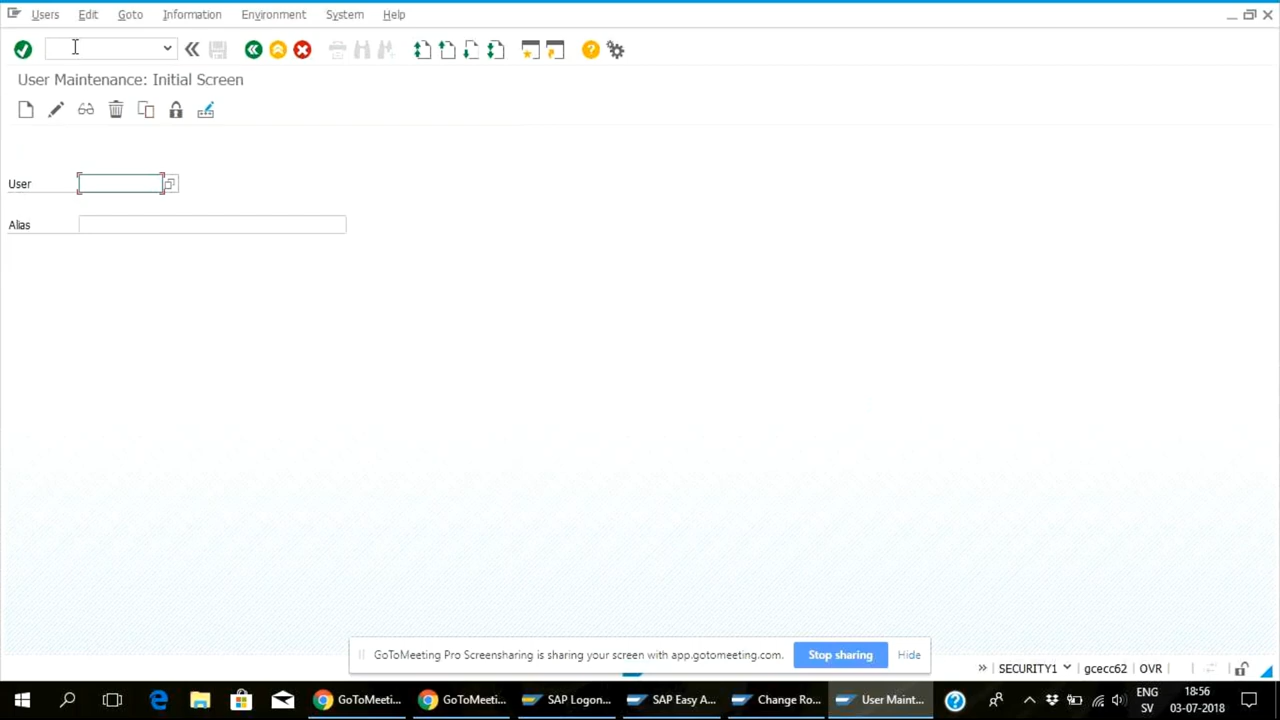 Users Edit Goto Information Environment System Help
User Maintenance: Initial Screen
User
Alias
GoToMeeting Pro Screensharing is sharing your screen with app.gotomeeting.com. Stop sharing Hide
SECURITY1 gcecc62 OVR
GoToMeeti... GoToMeeti... SAP Logon... SAP Easy A... Change Ro... User Maint...
ENG 18:56
SV 03-07-2018